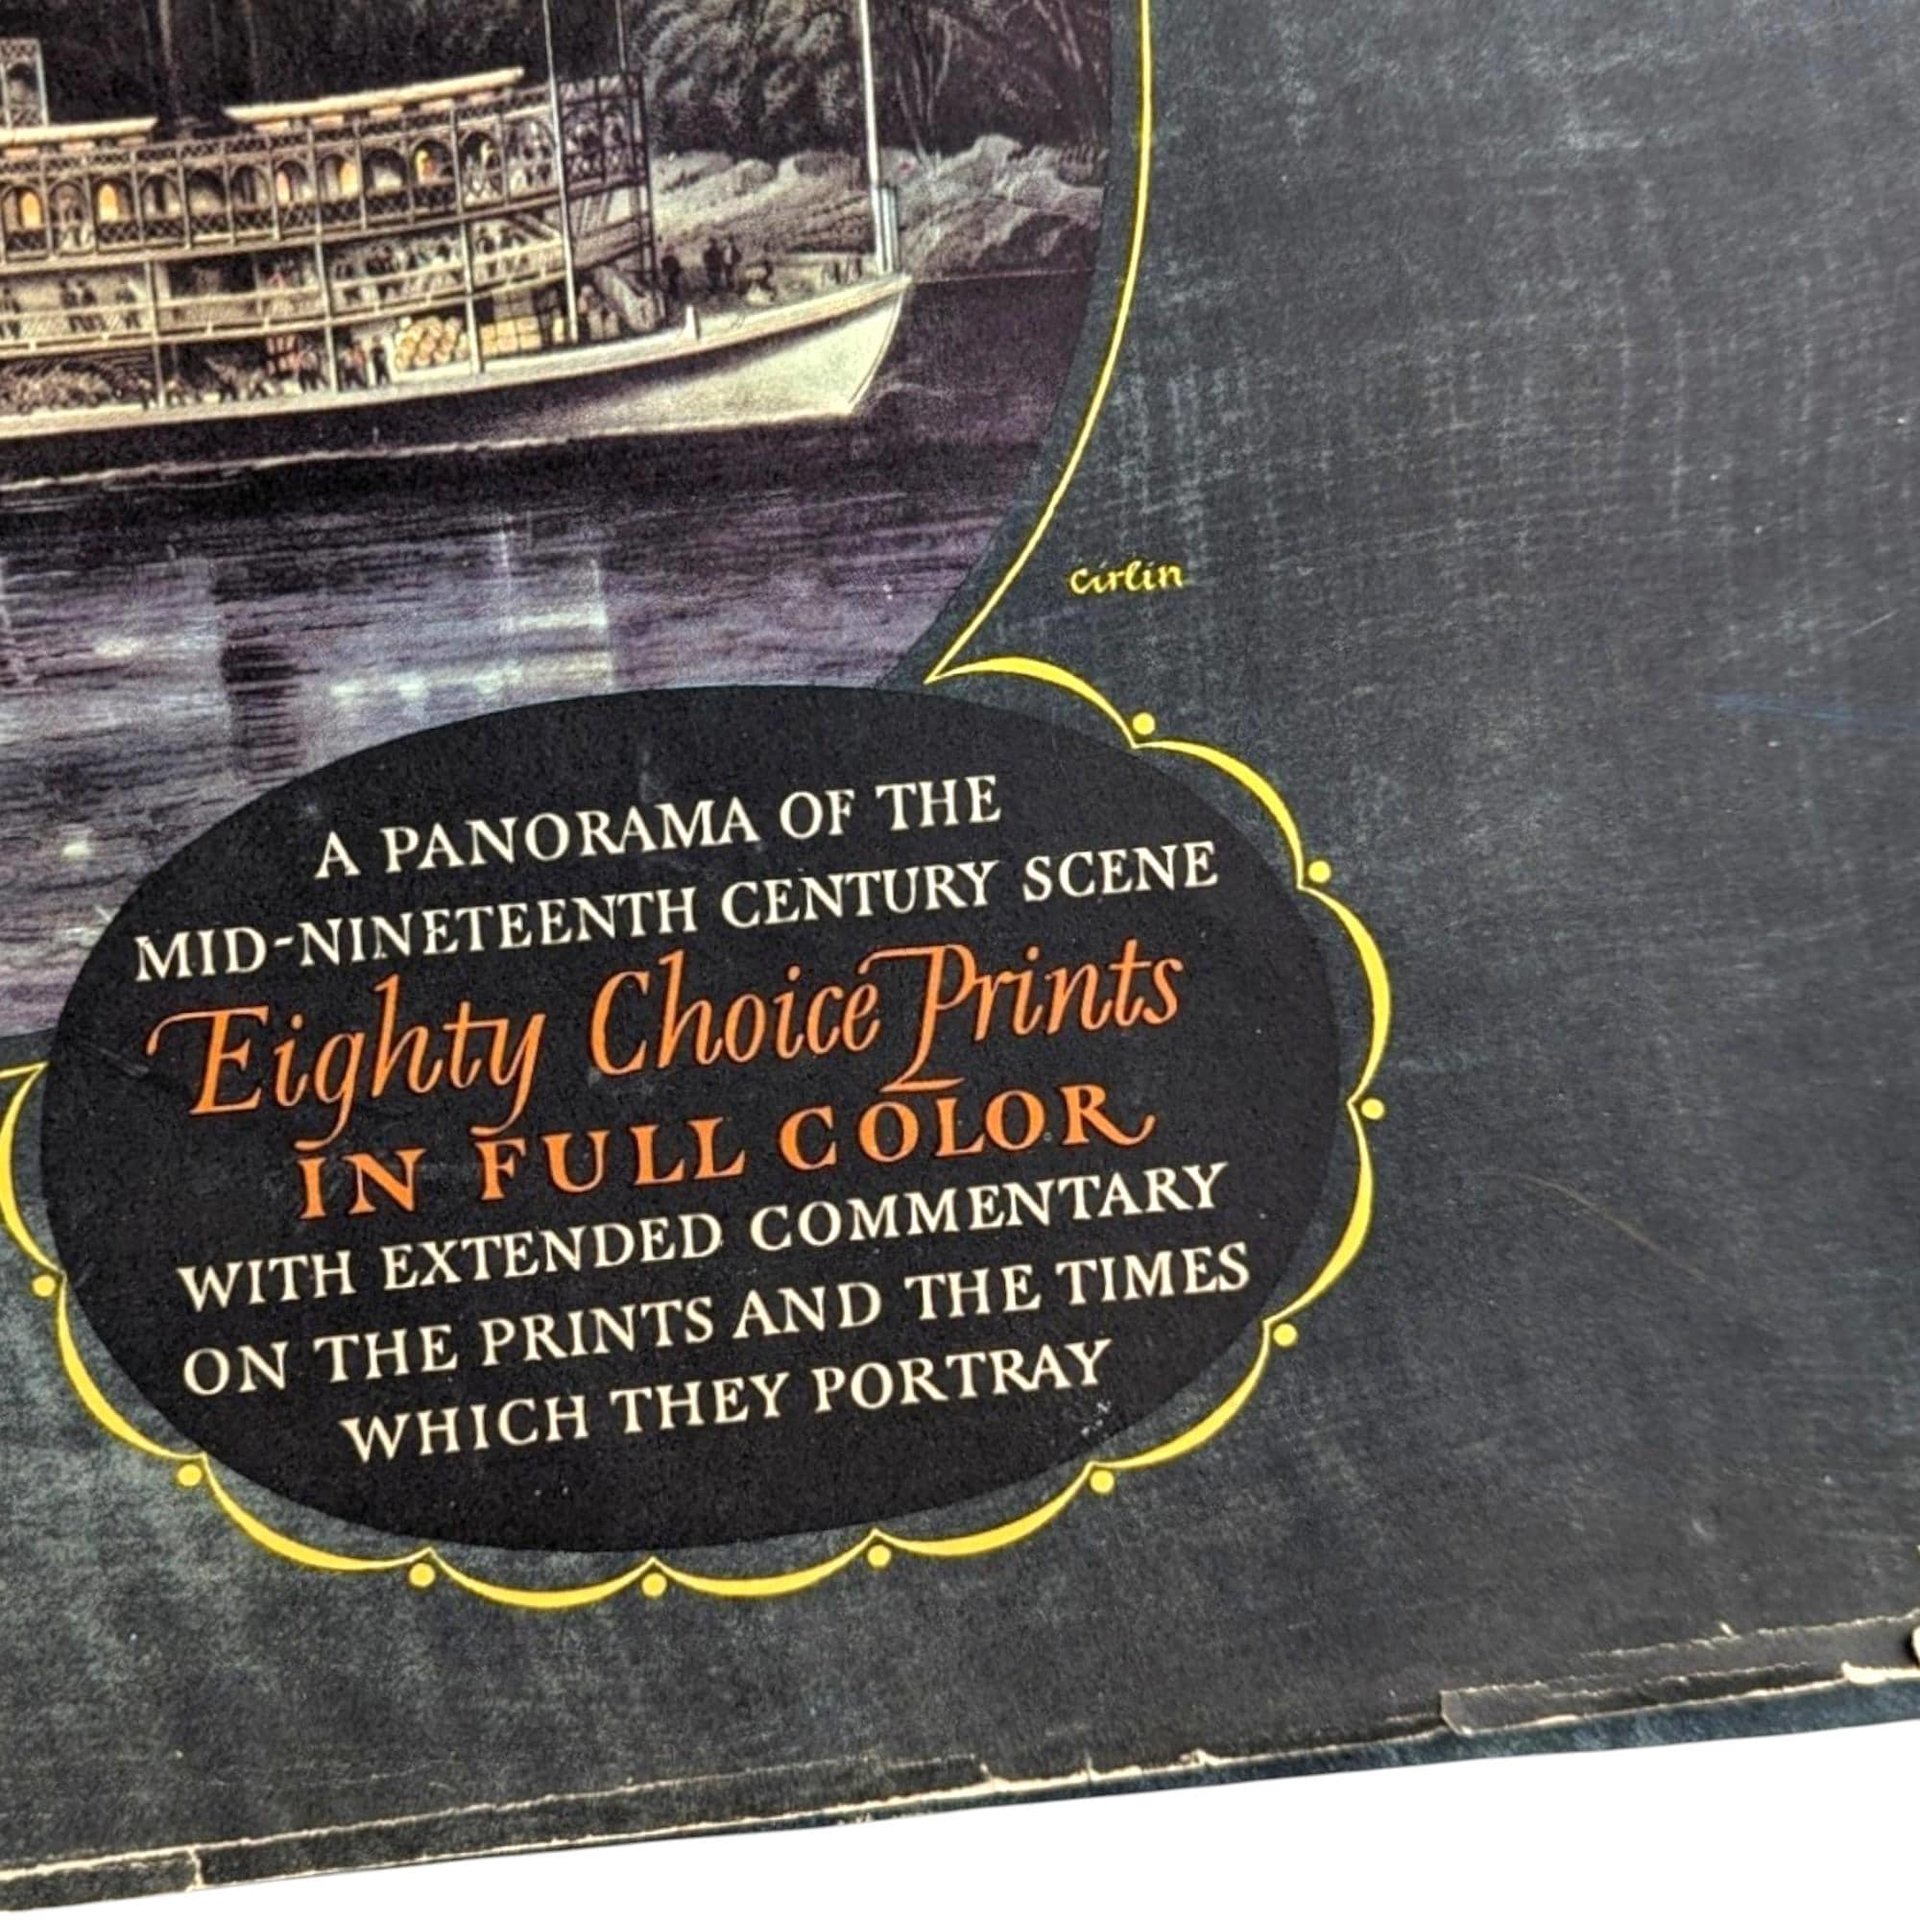 Cirlin
A PANORAMA OF THE
MID-NINETEENTH CENTURY SCENE
Eighty Choice Prints
IN FULL COLOR
WITH EXTENDED COMMENTARY
ON THE PRINTS AND THE TIMES
WHICH THEY PORTRAY